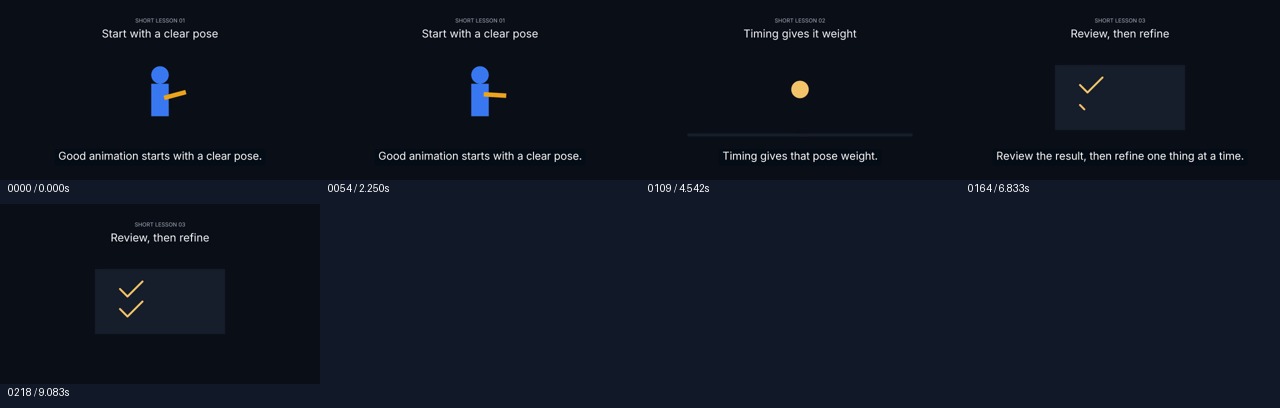 SHORT LESSON 01
Start with a clear pose
Good animation starts with a clear pose.
0000 / 0.000s
SHORT LESSON 01
Start with a clear pose
Good animation starts with a clear pose.
0054 / 2.250s
SHORT LESSON 02
Timing gives it weight
Timing gives that pose weight.
0109 / 4.542s
SHORT LESSON 03
Review, then refine
Review the result, then refine one thing at a time.
0164 / 6.833s
SHORT LESSON 03
Review, then refine
0218 / 9.083s